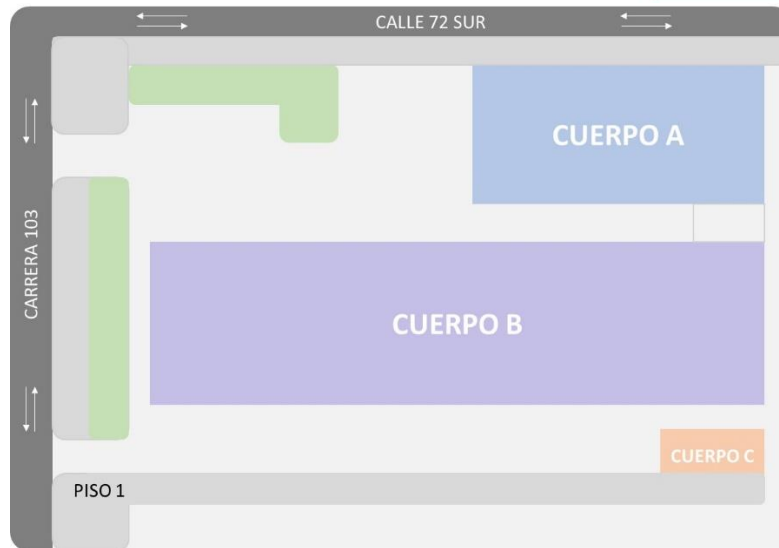 CALLE 72 SUR
CUERPO A
CARRERA 103
CUERPO B
CUERPO C
PISO 1